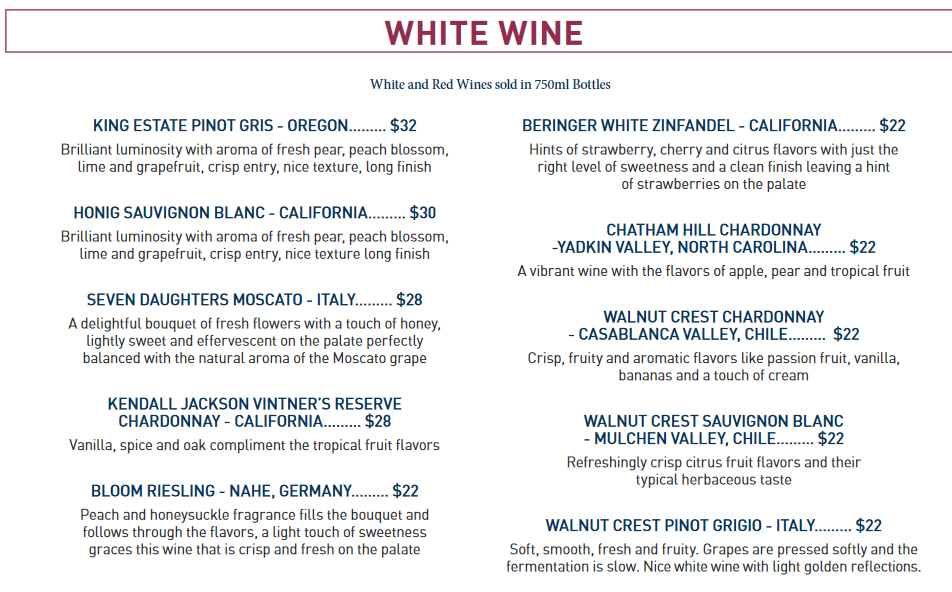 WHITE WINE
White and Red Wines sold in 750ml Bottles
KING ESTATE PINOT GRIS - OREGON......... $32
Brilliant luminosity with aroma of fresh pear, peach blossom,
lime and grapefruit, crisp entry, nice texture, long finish
HONIG SAUVIGNON BLANC - CALIFORNIA......... $30
Brilliant luminosity with aroma of fresh pear, peach blossom,
lime and grapefruit, crisp entry, nice texture long finish
SEVEN DAUGHTERS MOSCATO - ITALY......... $28
A delightful bouquet of fresh flowers with a touch of honey,
lightly sweet and effervescent on the palate perfectly
balanced with the natural aroma of the Moscato grape
KENDALL JACKSON VINTNER'S RESERVE
CHARDONNAY - CALIFORNIA......... $28
Vanilla, spice and oak compliment the tropical fruit flavors
BLOOM RIESLING - NAHE, GERMANY......... $22
Peach and honeysuckle fragrance fills the bouquet and
follows through the flavors, a light touch of sweetness
graces this wine that is crisp and fresh on the palate
BERINGER WHITE ZINFANDEL - CALIFORNIA......... $22
Hints of strawberry, cherry and citrus flavors with just the
right level of sweetness and a clean finish leaving a hint
of strawberries on the palate
CHATHAM HILL CHARDONNAY
-YADKIN VALLEY, NORTH CAROLINA......... $22
A vibrant wine with the flavors of apple, pear and tropical fruit
WALNUT CREST CHARDONNAY
- CASABLANCA VALLEY, CHILE......... $22
Crisp, fruity and aromatic flavors like passion fruit, vanilla,
bananas and a touch of cream
WALNUT CREST SAUVIGNON BLANC
- MULCHEN VALLEY, CHILE......... $22
Refreshingly crisp citrus fruit flavors and their
typical herbaceous taste
WALNUT CREST PINOT GRIGIO - ITALY......... $22
Soft, smooth, fresh and fruity. Grapes are pressed softly and the
fermentation is slow. Nice white wine with light golden reflections.